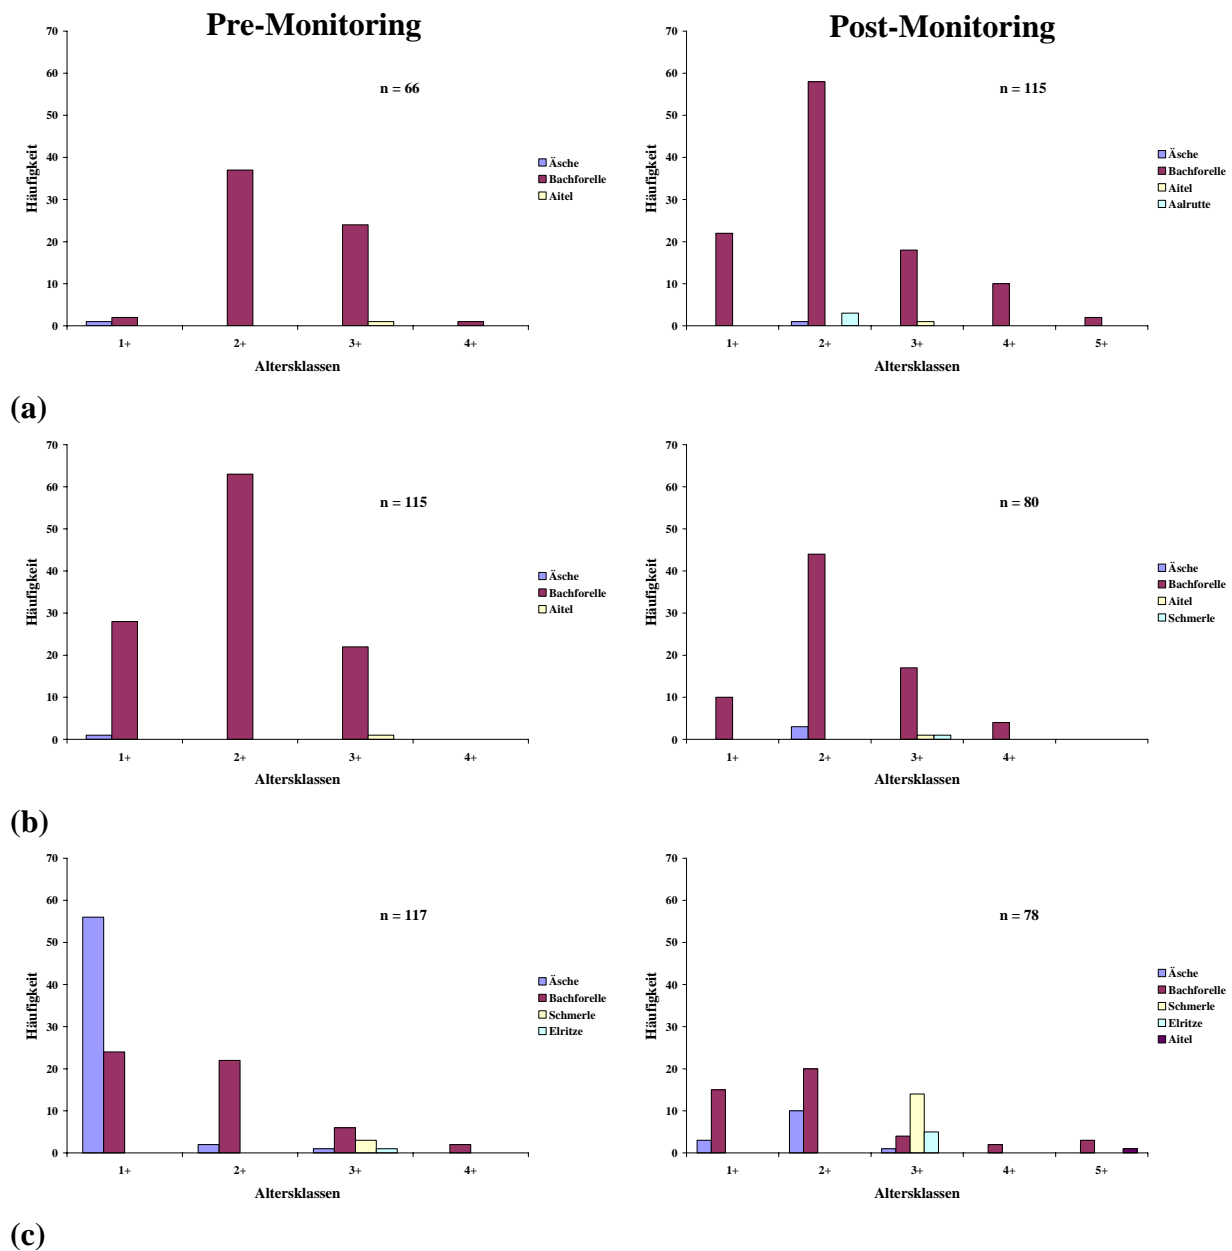 Pre-Monitoring
Post-Monitoring
70
60
50
40
30
20
10
0
Häufigkeit
n = 66
1+ 2+ 3+ 4+
Altersklassen
Äsche
Bachforelle
Aitel
70
60
50
40
30
20
10
0
Häufigkeit
n = 115
1+ 2+ 3+ 4+ 5+
Altersklassen
Äsche
Bachforelle
Aitel
Aalrutte
(a)
70
60
50
40
30
20
10
0
Häufigkeit
n = 115
1+ 2+ 3+ 4+
Altersklassen
Äsche
Bachforelle
Aitel
70
60
50
40
30
20
10
0
Häufigkeit
n = 80
1+ 2+ 3+ 4+
Altersklassen
Äsche
Bachforelle
Aitel
Schmerle
(b)
70
60
50
40
30
20
10
0
Häufigkeit
n = 117
1+ 2+ 3+ 4+
Altersklassen
Äsche
Bachforelle
Schmerle
Elritze
70
60
50
40
30
20
10
0
Häufigkeit
n = 78
1+ 2+ 3+ 4+ 5+
Altersklassen
Äsche
Bachforelle
Schmerle
Elritze
Aitel
(c)